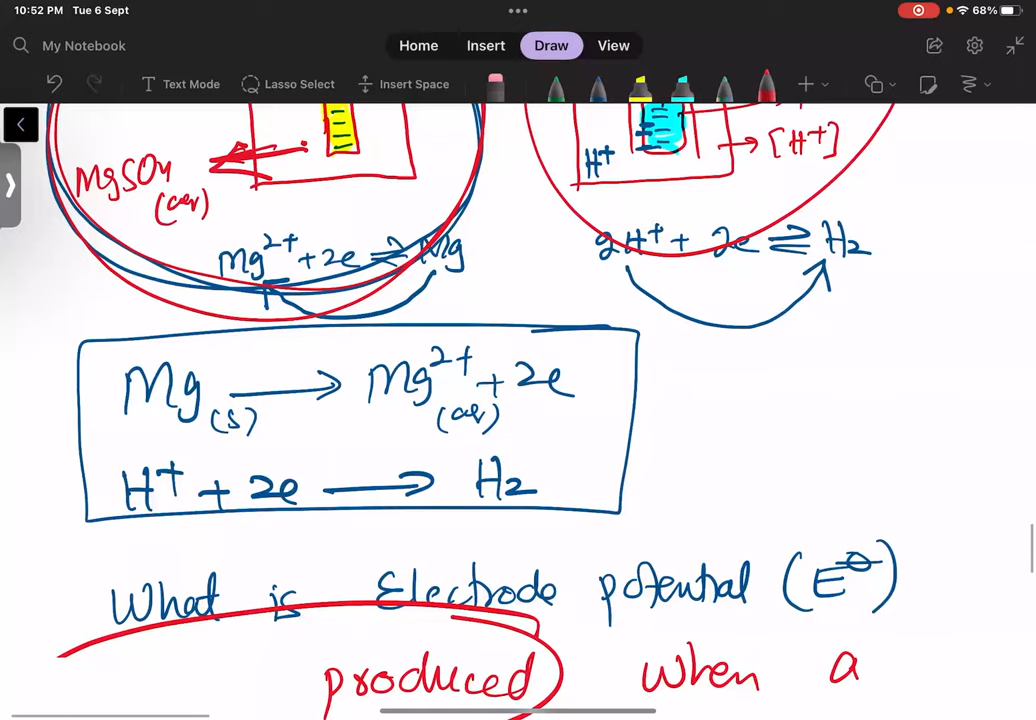 10:52 PM Tue 6 Sept
68%
My Notebook
Home Insert Draw View
Text Mode Lasso Select Insert Space
MgSO4
(aq)
H+
→ [H+]
Mg2+ + 2e ⇌ Mg
2H+ + 2e ⇌ H2
Mg(s) → Mg2+(aq) + 2e
H+ + 2e → H2
What is Electrode potential (E⦵)
produced when a